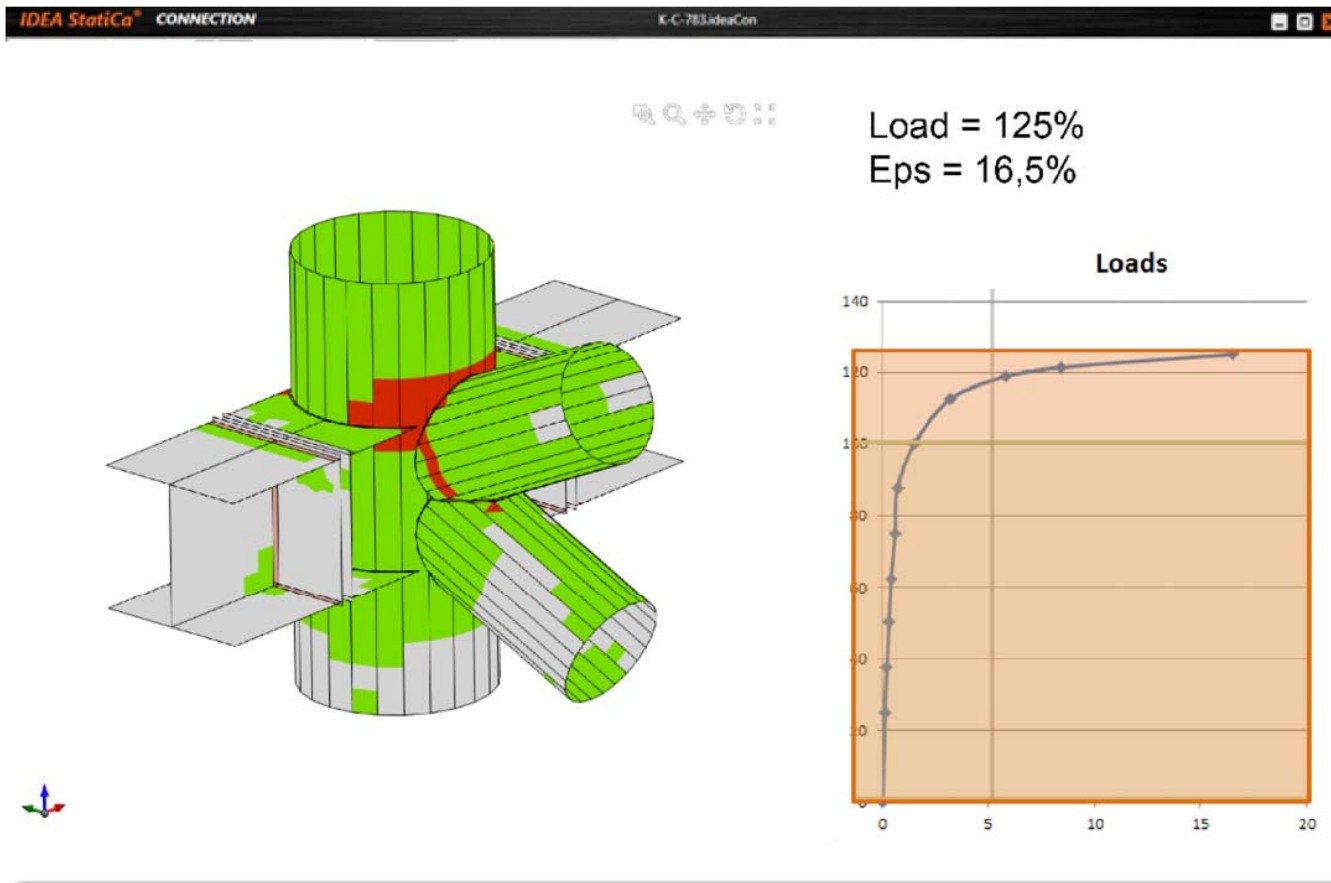 IDEA StatiCa® CONNECTION
K-C-783.ideaCon
Load = 125%
Eps = 16,5%
Loads
140
120
100
80
60
40
20
0
0 5 10 15 20